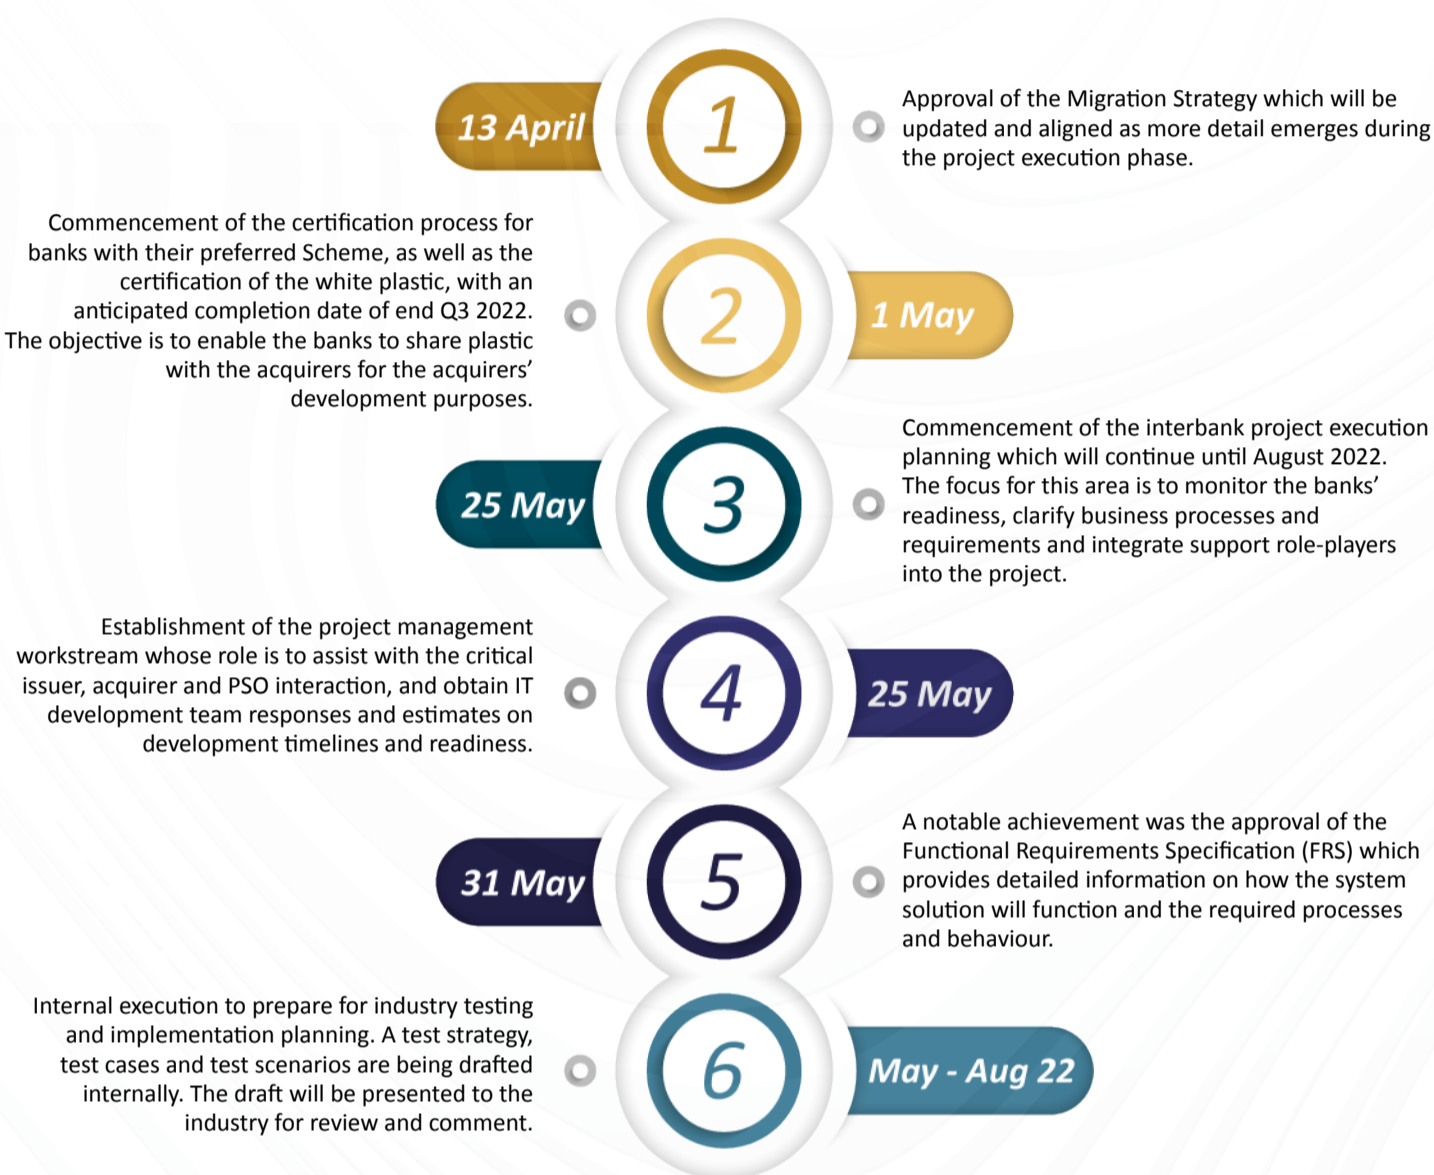 13 April
1
Approval of the Migration Strategy which will be
updated and aligned as more detail emerges during
the project execution phase.
Commencement of the certification process for
banks with their preferred Scheme, as well as the
certification of the white plastic, with an
anticipated completion date of end Q3 2022.
The objective is to enable the banks to share plastic
with the acquirers for the acquirers’
development purposes.
2
1 May
25 May
3
Commencement of the interbank project execution
planning which will continue until August 2022.
The focus for this area is to monitor the banks’
readiness, clarify business processes and
requirements and integrate support role-players
into the project.
Establishment of the project management
workstream whose role is to assist with the critical
issuer, acquirer and PSO interaction, and obtain IT
development team responses and estimates on
development timelines and readiness.
4
25 May
31 May
5
A notable achievement was the approval of the
Functional Requirements Specification (FRS) which
provides detailed information on how the system
solution will function and the required processes
and behaviour.
Internal execution to prepare for industry testing
and implementation planning. A test strategy,
test cases and test scenarios are being drafted
internally. The draft will be presented to the
industry for review and comment.
6
May - Aug 22